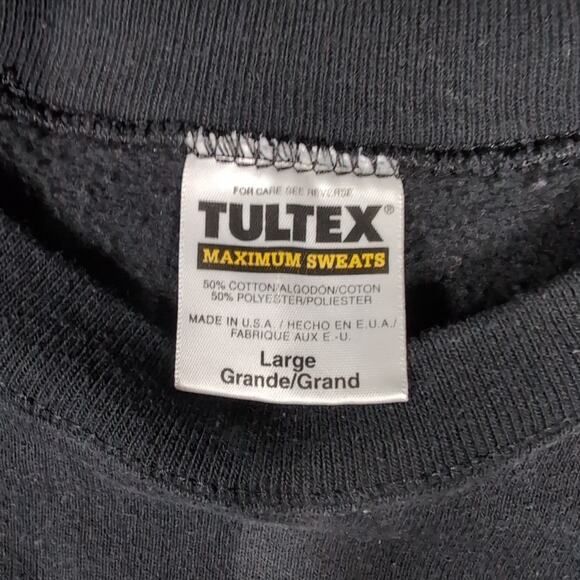 FOR CARE SEE REVERSE
TULTEX®
MAXIMUM SWEATS
50% COTTON/ALGODÓN/COTON
50% POLYESTER/POLIESTER
MADE IN U.S.A. / HECHO EN E.U.A./
FABRIQUE AUX E.-U.
Large
Grande/Grand